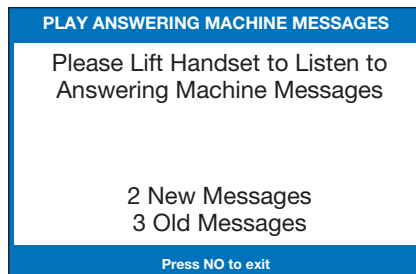 PLAY ANSWERING MACHINE MESSAGES
Please Lift Handset to Listen to
Answering Machine Messages
2 New Messages
3 Old Messages
Press NO to exit